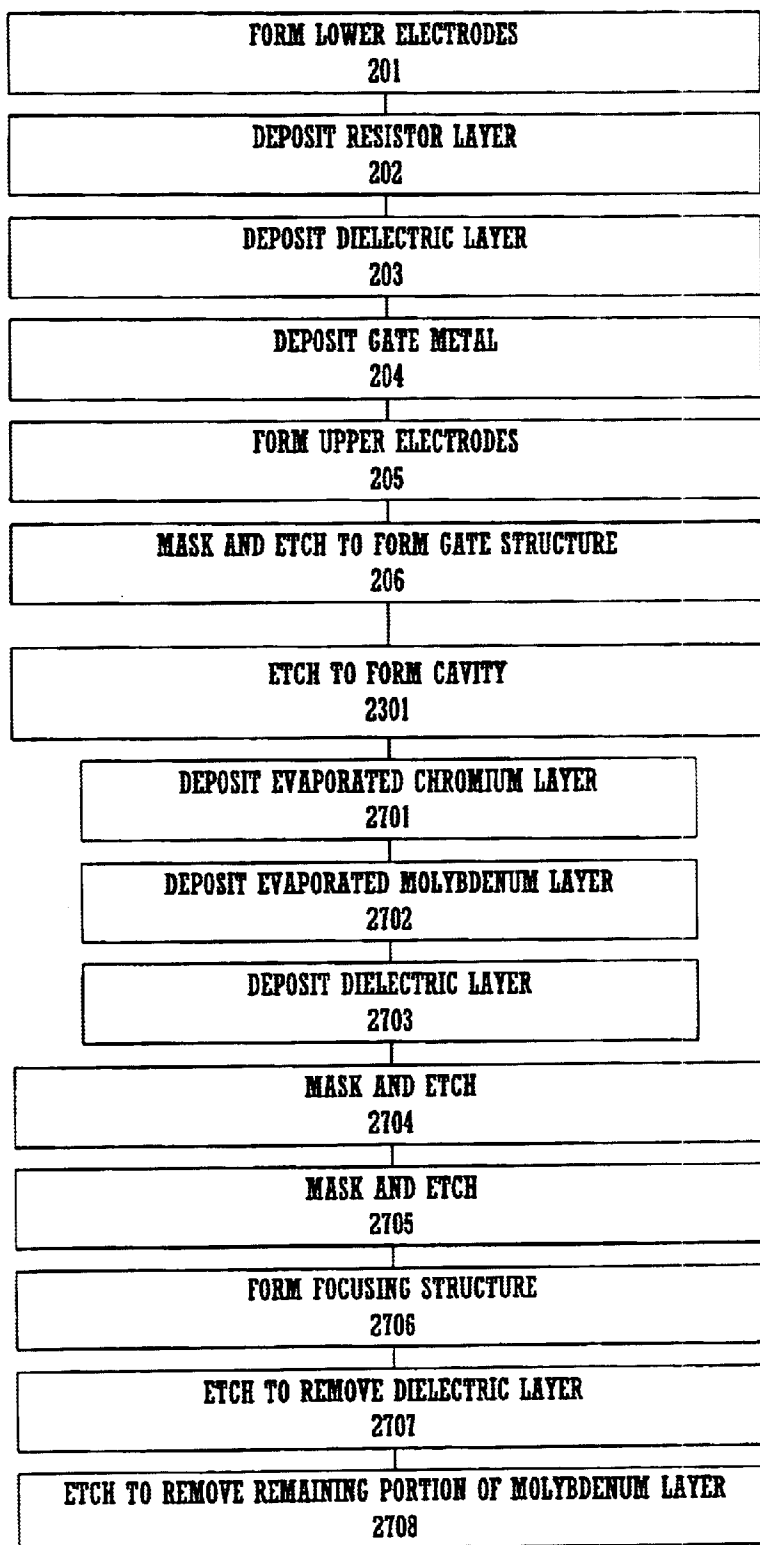 FORM LOWER ELECTRODES
201
DEPOSIT RESISTOR LAYER
202
DEPOSIT DIELECTRIC LAYER
203
DEPOSIT GATE METAL
204
FORM UPPER ELECTRODES
205
MASK AND ETCH TO FORM GATE STRUCTURE
206
ETCH TO FORM CAVITY
2301
DEPOSIT EVAPORATED CHROMIUM LAYER
2701
DEPOSIT EVAPORATED MOLYBDENUM LAYER
2702
DEPOSIT DIELECTRIC LAYER
2703
MASK AND ETCH
2704
MASK AND ETCH
2705
FORM FOCUSING STRUCTURE
2706
ETCH TO REMOVE DIELECTRIC LAYER
2707
ETCH TO REMOVE REMAINING PORTION OF MOLYBDENUM LAYER
2708